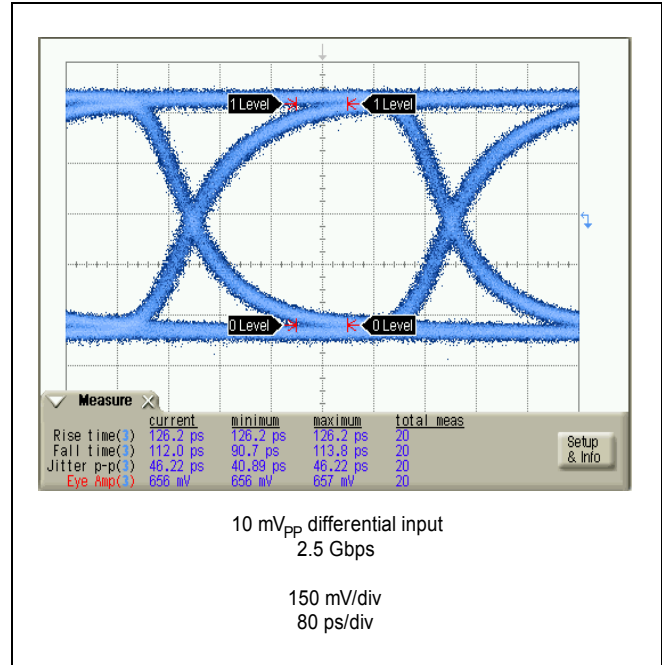 1 Level 1 Level
0 Level 0 Level
Measure
current minimum maximum total meas
Rise time(3) 126.2 ps 126.2 ps 126.2 ps 20
Fall time(3) 112.0 ps 90.7 ps 113.8 ps 20
Jitter p-p(3) 46.22 ps 40.89 ps 46.22 ps 20
Eye Amp(3) 656 mV 656 mV 657 mV 20
Setup
& Info
10 mVPP differential input
2.5 Gbps
150 mV/div
80 ps/div